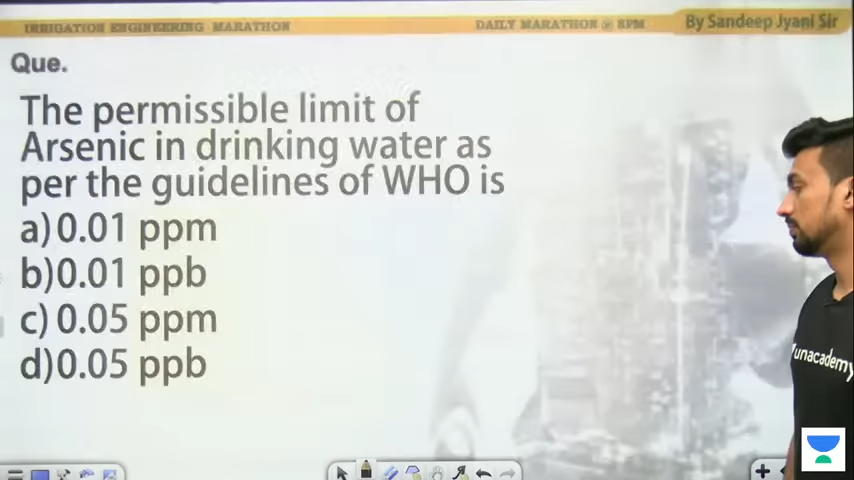 IRRIGATION ENGINEERING MARATHON
DAILY MARATHON @ 8PM
By Sandeep Jyani Sir
Que.
The permissible limit of
Arsenic in drinking water as
per the guidelines of WHO is
a) 0.01 ppm
b)0.01 ppb
c) 0.05 ppm
d)0.05 ppb
unacademy